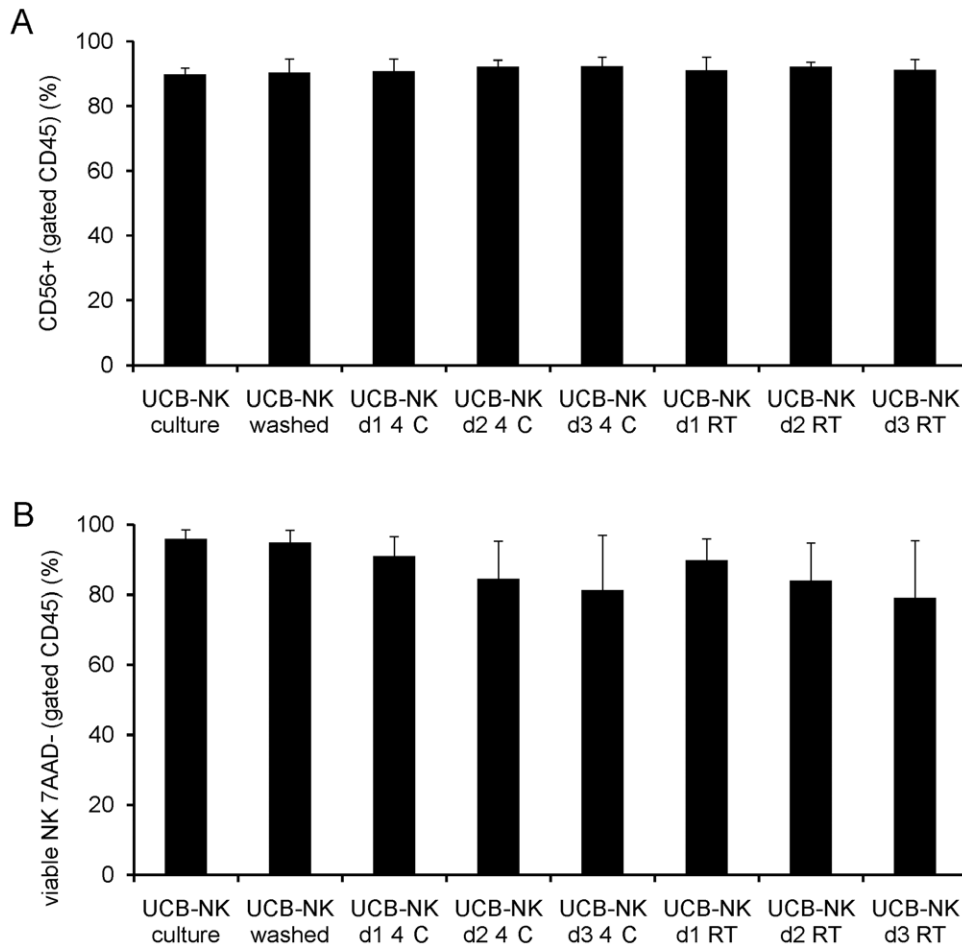 A
CD56+ (gated CD45) (%)
100
80
60
40
20
0
UCB-NK UCB-NK UCB-NK UCB-NK UCB-NK UCB-NK UCB-NK UCB-NK
culture washed d1 4 C d2 4 C d3 4 C d1 RT d2 RT d3 RT
B
viable NK 7AAD- (gated CD45) (%)
100
80
60
40
20
0
UCB-NK UCB-NK UCB-NK UCB-NK UCB-NK UCB-NK UCB-NK UCB-NK
culture washed d1 4 C d2 4 C d3 4 C d1 RT d2 RT d3 RT